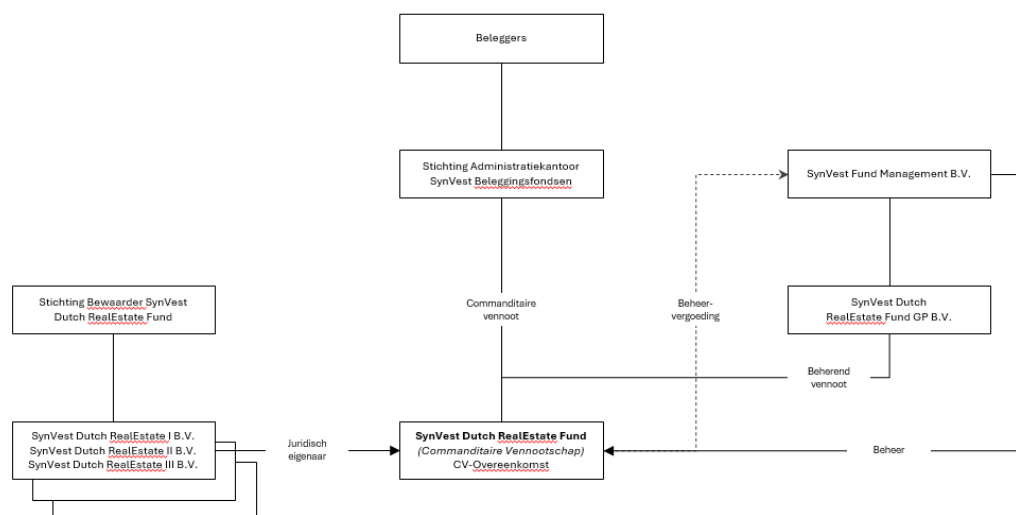 Beleggers
Stichting Administratiekantoor
SynVest Beleggingsfondsen
SynVest Fund Management B.V.
Stichting Bewaarder SynVest
Dutch RealEstate Fund
Commanditaire
vennoot
Beheer-
vergoeding
SynVest Dutch
RealEstate Fund GP B.V.
Beherend
vennoot
SynVest Dutch RealEstate I B.V.
SynVest Dutch RealEstate II B.V.
SynVest Dutch RealEstate III B.V.
Juridisch
eigenaar
SynVest Dutch RealEstate Fund
(Commanditaire Vennootschap)
CV-Overeenkomst
Beheer